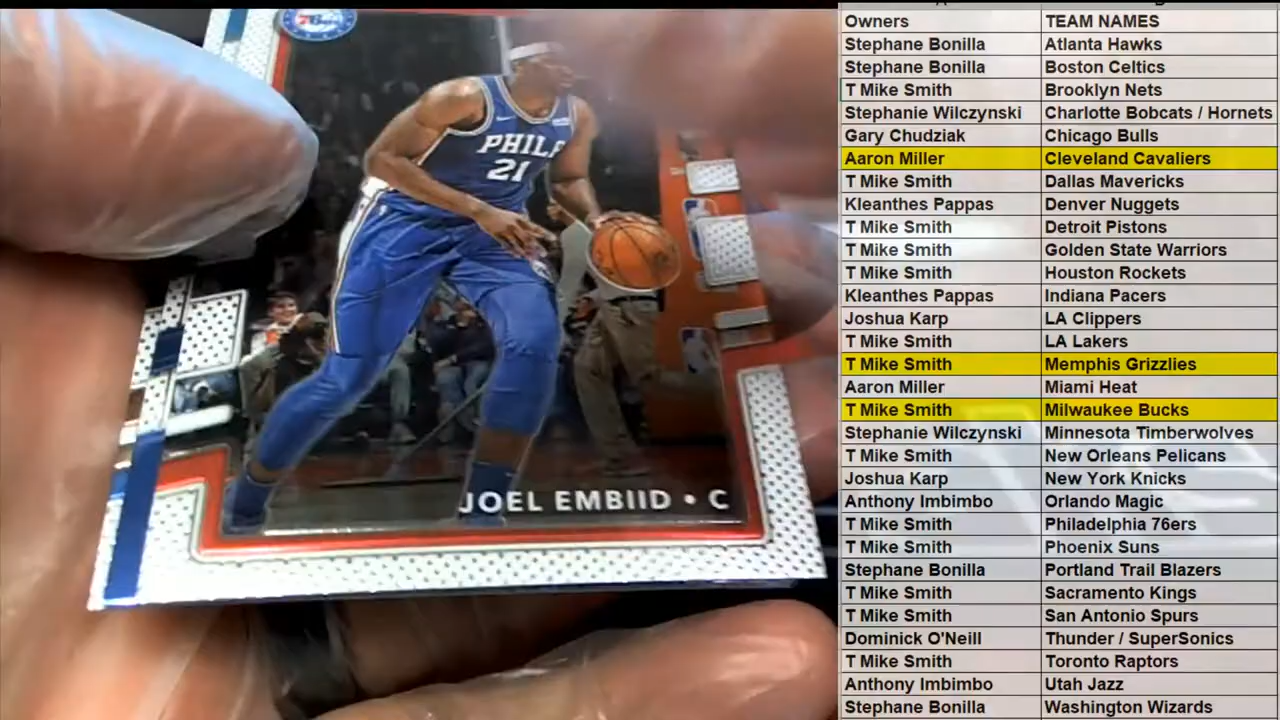 76ers
PHILA
21
JOEL EMBIID • C
Owners TEAM NAMES
Stephane Bonilla Atlanta Hawks
Stephane Bonilla Boston Celtics
T Mike Smith Brooklyn Nets
Stephanie Wilczynski Charlotte Bobcats / Hornets
Gary Chudziak Chicago Bulls
Aaron Miller Cleveland Cavaliers
T Mike Smith Dallas Mavericks
Kleanthes Pappas Denver Nuggets
T Mike Smith Detroit Pistons
T Mike Smith Golden State Warriors
T Mike Smith Houston Rockets
Kleanthes Pappas Indiana Pacers
Joshua Karp LA Clippers
T Mike Smith LA Lakers
T Mike Smith Memphis Grizzlies
Aaron Miller Miami Heat
T Mike Smith Milwaukee Bucks
Stephanie Wilczynski Minnesota Timberwolves
T Mike Smith New Orleans Pelicans
Joshua Karp New York Knicks
Anthony Imbimbo Orlando Magic
T Mike Smith Philadelphia 76ers
T Mike Smith Phoenix Suns
Stephane Bonilla Portland Trail Blazers
T Mike Smith Sacramento Kings
T Mike Smith San Antonio Spurs
Dominick O'Neill Thunder / SuperSonics
T Mike Smith Toronto Raptors
Anthony Imbimbo Utah Jazz
Stephane Bonilla Washington Wizards